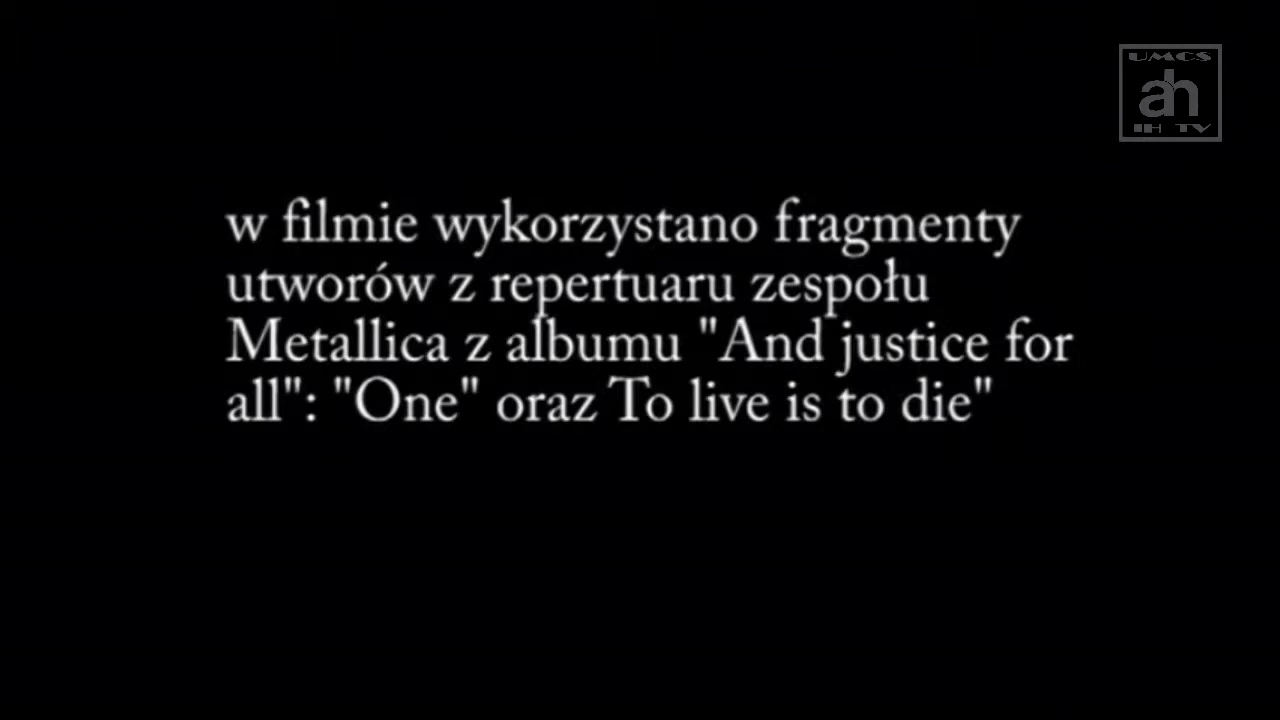 UMCS
ah
IH TV
w filmie wykorzystano fragmenty
utworów z repertuaru zespołu
Metallica z albumu "And justice for
all": "One" oraz To live is to die"